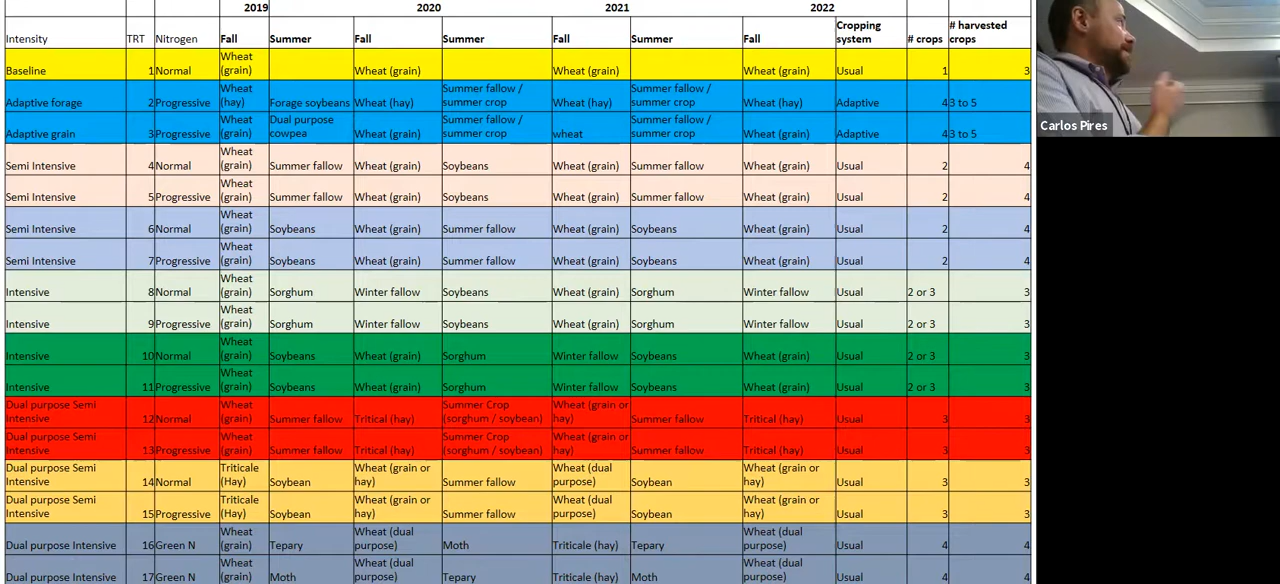 2019 2020 2021 2022
Intensity TRT Nitrogen Fall Summer Fall Summer Fall Summer Fall Cropping system # crops # harvested crops
Baseline 1 Normal Wheat (grain) Wheat (grain) Wheat (grain) Wheat (grain) Usual 1 3
Adaptive forage 2 Progressive Wheat (hay) Forage soybeans Wheat (hay) Summer fallow / summer crop Wheat (hay) Summer fallow / summer crop Wheat (hay) Adaptive 4 3 to 5
Adaptive grain 3 Progressive Wheat (grain) Dual purpose cowpea Wheat (grain) Summer fallow / summer crop wheat Summer fallow / summer crop Wheat (grain) Adaptive 4 3 to 5
Semi Intensive 4 Normal Wheat (grain) Summer fallow Wheat (grain) Soybeans Wheat (grain) Summer fallow Wheat (grain) Usual 2 4
Semi Intensive 5 Progressive Wheat (grain) Summer fallow Wheat (grain) Soybeans Wheat (grain) Summer fallow Wheat (grain) Usual 2 4
Semi Intensive 6 Normal Wheat (grain) Soybeans Wheat (grain) Summer fallow Wheat (grain) Soybeans Wheat (grain) Usual 2 4
Semi Intensive 7 Progressive Wheat (grain) Soybeans Wheat (grain) Summer fallow Wheat (grain) Soybeans Wheat (grain) Usual 2 4
Intensive 8 Normal Wheat (grain) Sorghum Winter fallow Soybeans Wheat (grain) Sorghum Winter fallow Usual 2 or 3 3
Intensive 9 Progressive Wheat (grain) Sorghum Winter fallow Soybeans Wheat (grain) Sorghum Winter fallow Usual 2 or 3 3
Intensive 10 Normal Wheat (grain) Soybeans Wheat (grain) Sorghum Winter fallow Soybeans Wheat (grain) Usual 2 or 3 3
Intensive 11 Progressive Wheat (grain) Soybeans Wheat (grain) Sorghum Winter fallow Soybeans Wheat (grain) Usual 2 or 3 3
Dual purpose Semi Intensive 12 Normal Wheat (grain) Summer fallow Tritical (hay) Summer Crop (sorghum / soybean) Wheat (grain or hay) Summer fallow Tritical (hay) Usual 3 3
Dual purpose Semi Intensive 13 Progressive Wheat (grain) Summer fallow Tritical (hay) Summer Crop (sorghum / soybean) Wheat (grain or hay) Summer fallow Tritical (hay) Usual 3 3
Dual purpose Semi Intensive 14 Normal Triticale (Hay) Soybean Wheat (grain or hay) Summer fallow Wheat (dual purpose) Soybean Wheat (grain or hay) Usual 3 3
Dual purpose Semi Intensive 15 Progressive Triticale (Hay) Soybean Wheat (grain or hay) Summer fallow Wheat (dual purpose) Soybean Wheat (grain or hay) Usual 3 3
Dual purpose Intensive 16 Green N Wheat (grain) Tepary Wheat (dual purpose) Moth Triticale (hay) Tepary Wheat (dual purpose) Usual 4 4
Dual purpose Intensive 17 Green N Wheat (grain) Moth Wheat (dual purpose) Tepary Triticale (hay) Moth Wheat (dual purpose) Usual 4 4
Carlos Pires